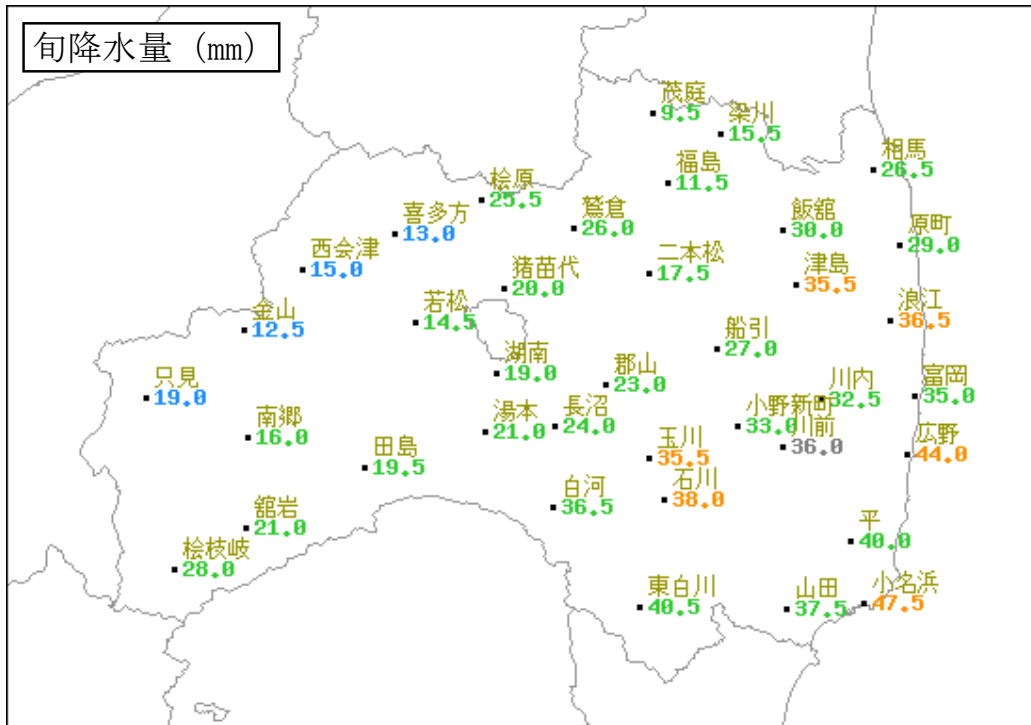 旬降水量 (mm)
茂庭
9.5
梁川
15.5
相馬
26.5
福島
11.5
桧原
25.5
鷲倉
26.0
飯舘
30.0
喜多方
13.0
原町
29.0
西会津
15.0
二本松
17.5
津島
35.5
猪苗代
20.0
浪江
36.5
金山
12.5
若松
14.5
船引
27.0
湖南
19.0
郡山
23.0
只見
19.0
川内
32.5
富岡
35.0
南郷
16.0
湯本
21.0
長沼
24.0
小野新町
33.0
川前
36.0
広野
44.0
田島
19.5
玉川
35.5
石川
38.0
白河
36.5
舘岩
21.0
平
40.0
桧枝岐
28.0
東白川
40.5
山田
37.5
小名浜
47.5